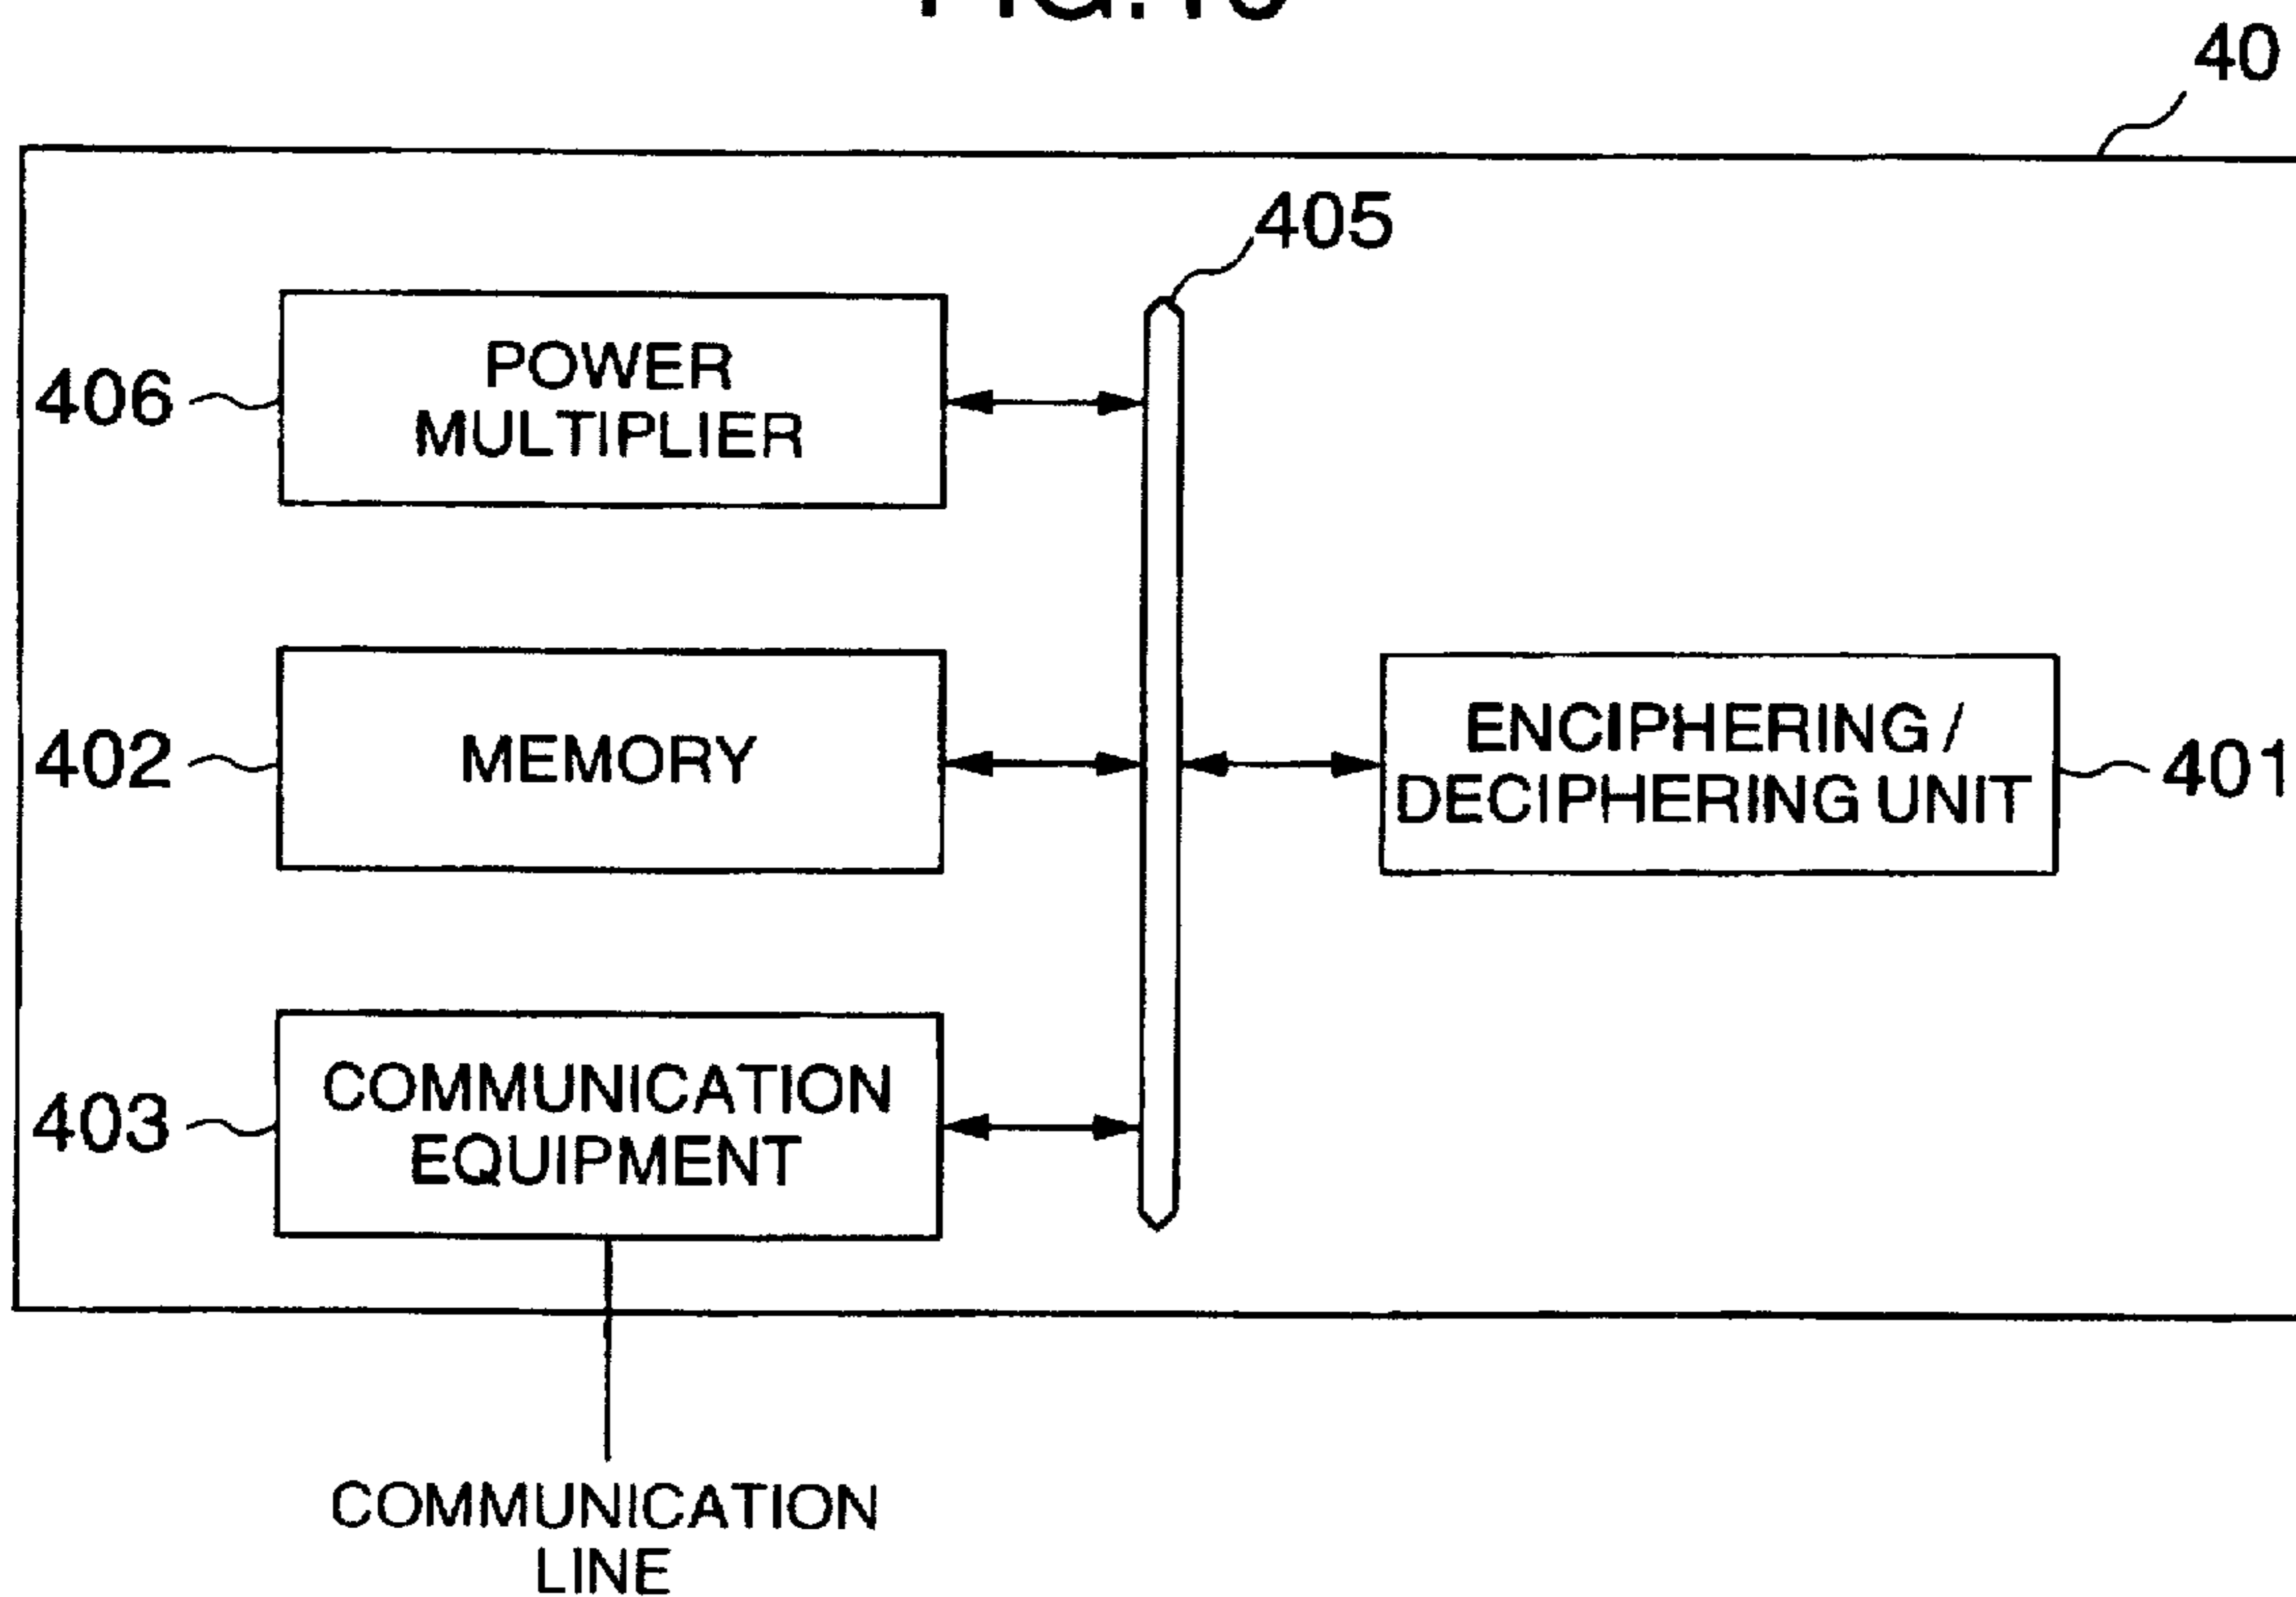 40
405
POWER
MULTIPLIER
406
MEMORY
402
ENCIPHERING /
DECIPHERING UNIT
401
COMMUNICATION
EQUIPMENT
403
COMMUNICATION
LINE